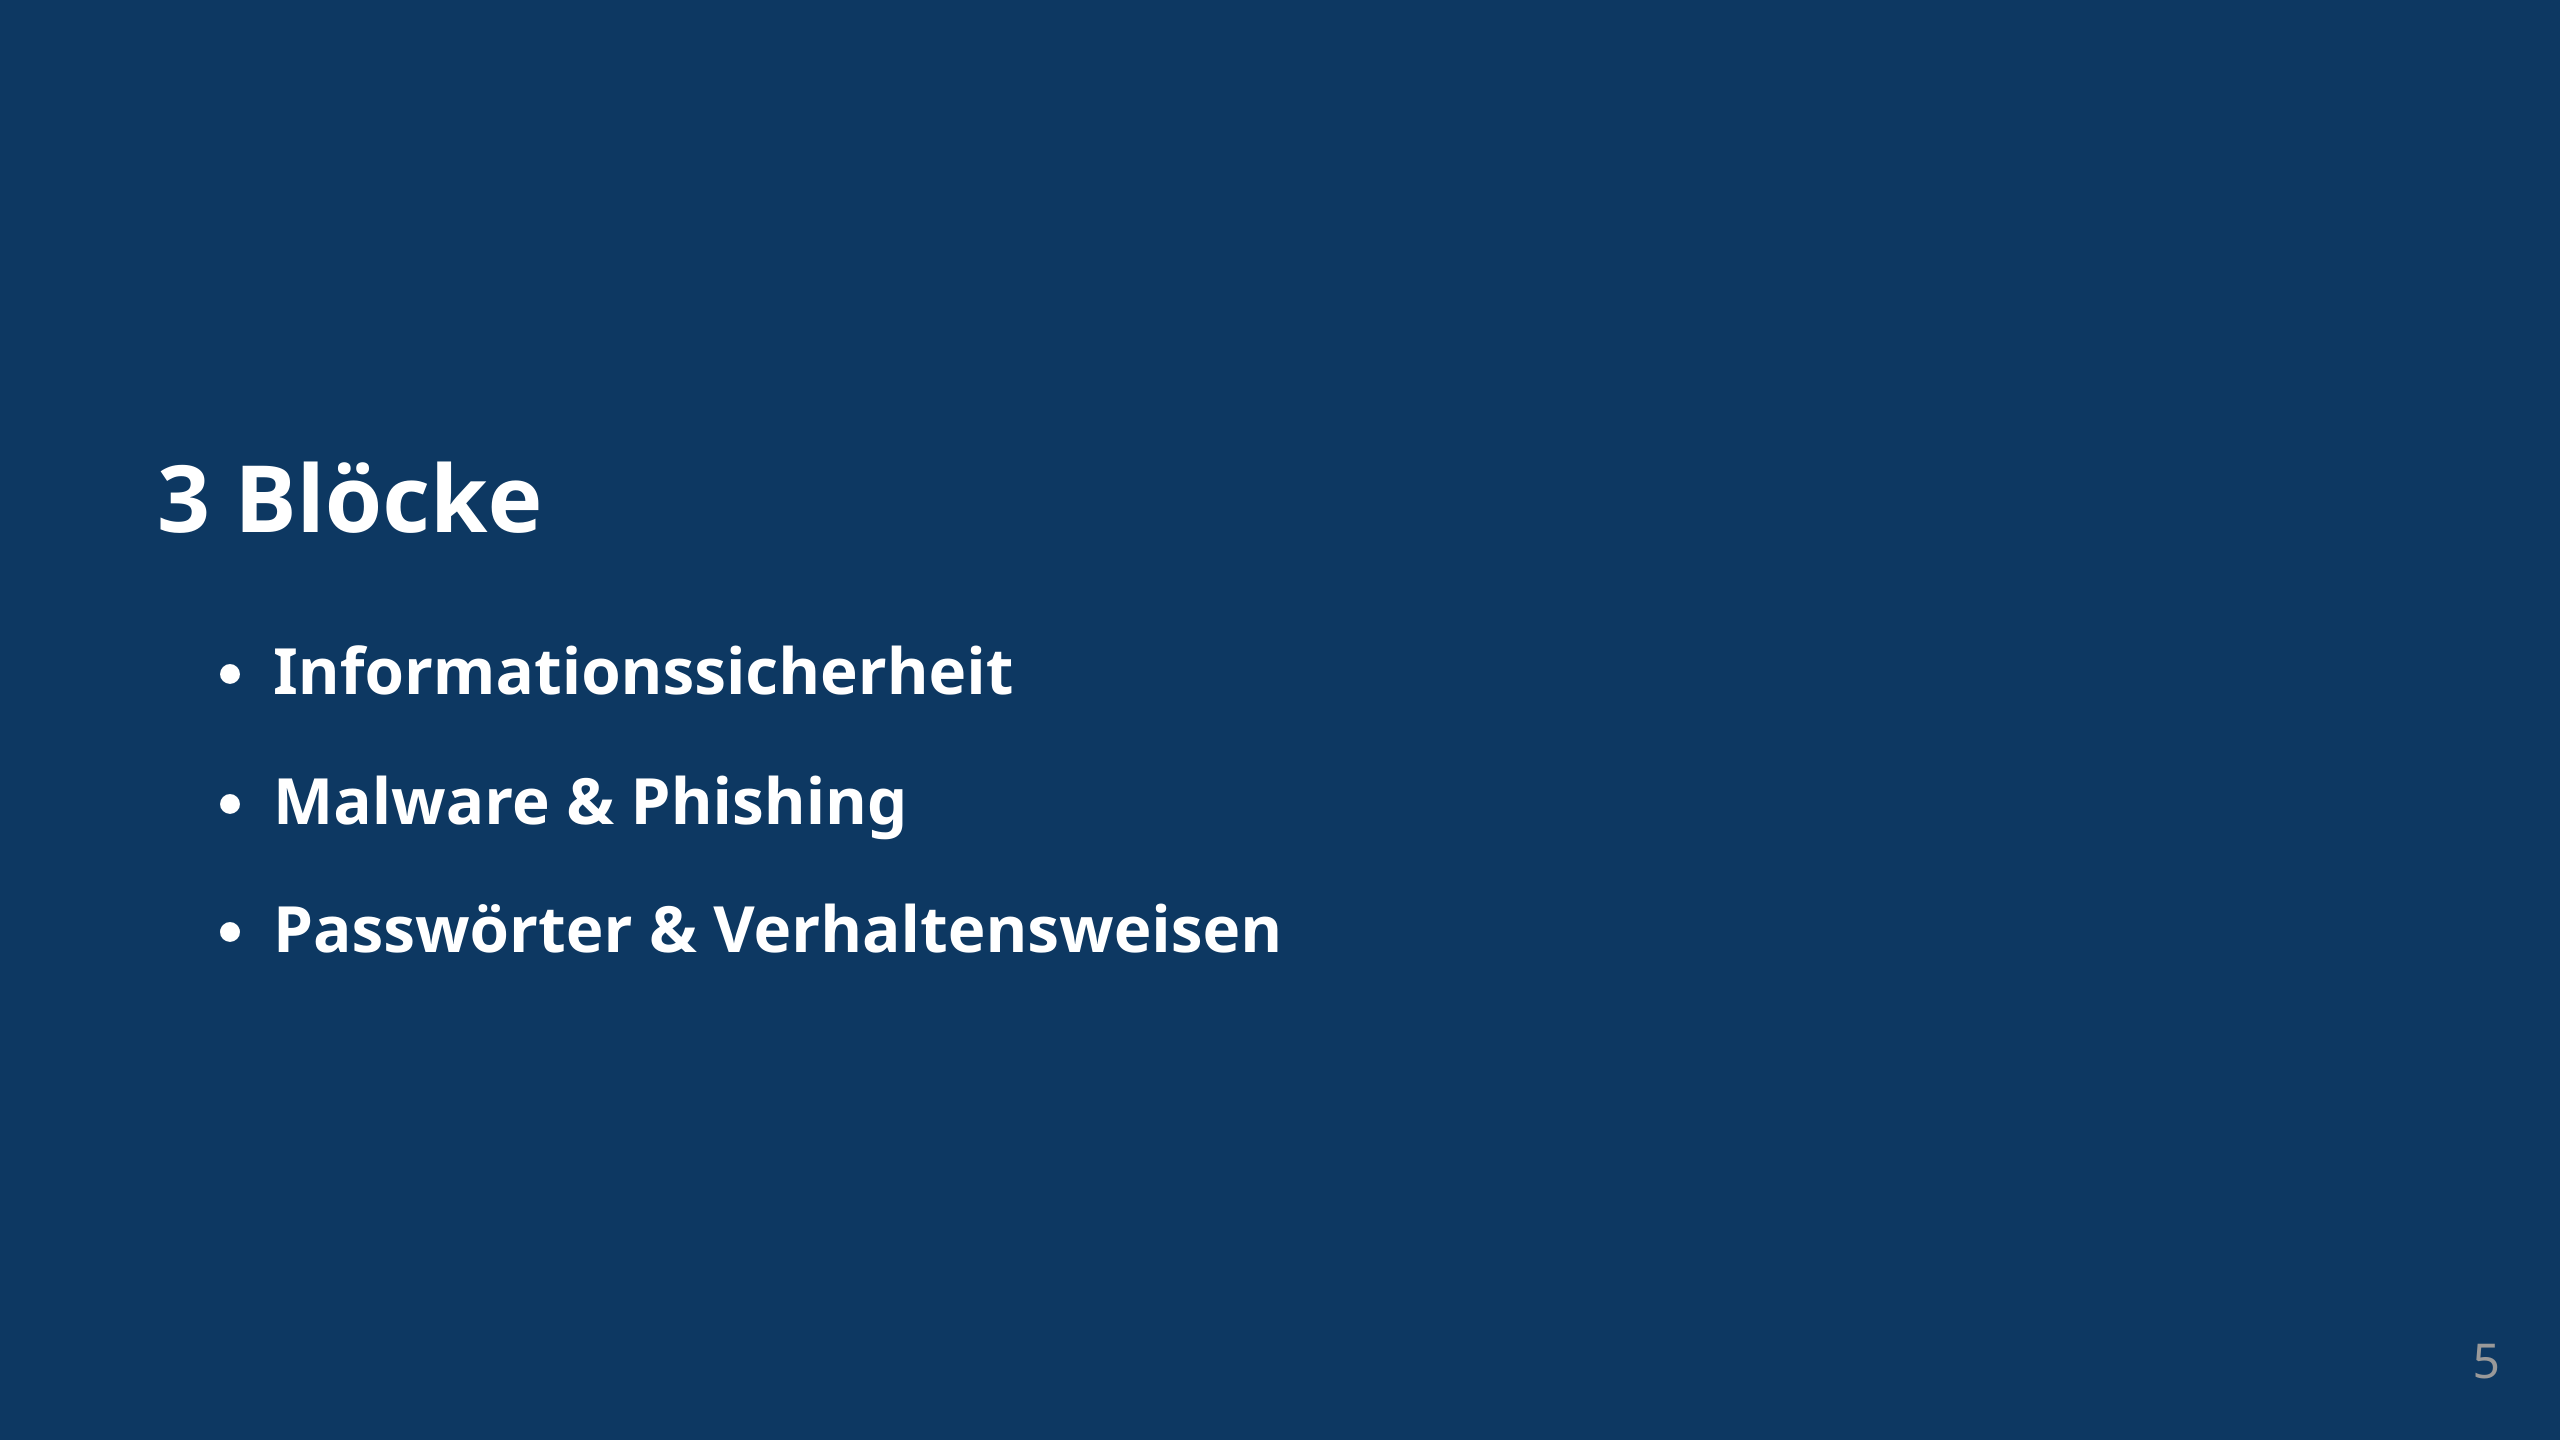 3 Blöcke
• Informationssicherheit
• Malware & Phishing
• Passwörter & Verhaltensweisen
5